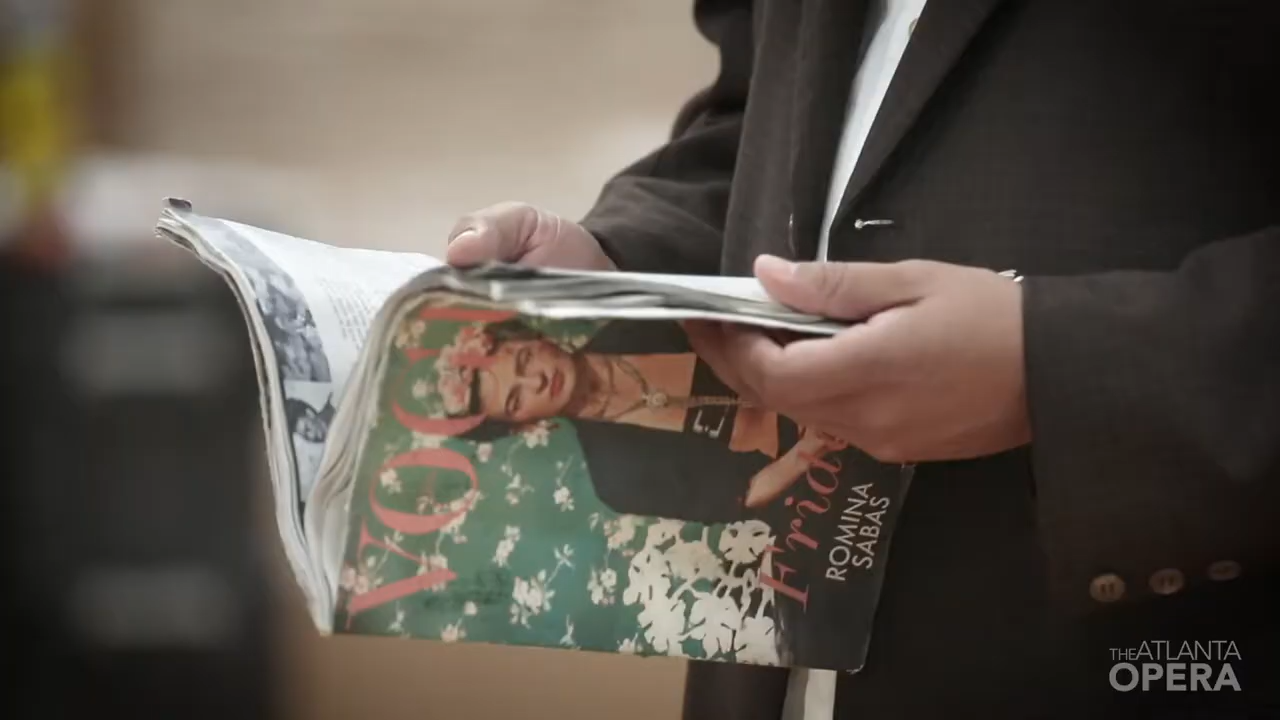 VOGUE
Frida
ROMINA
SABAS
THE ATLANTA
OPERA